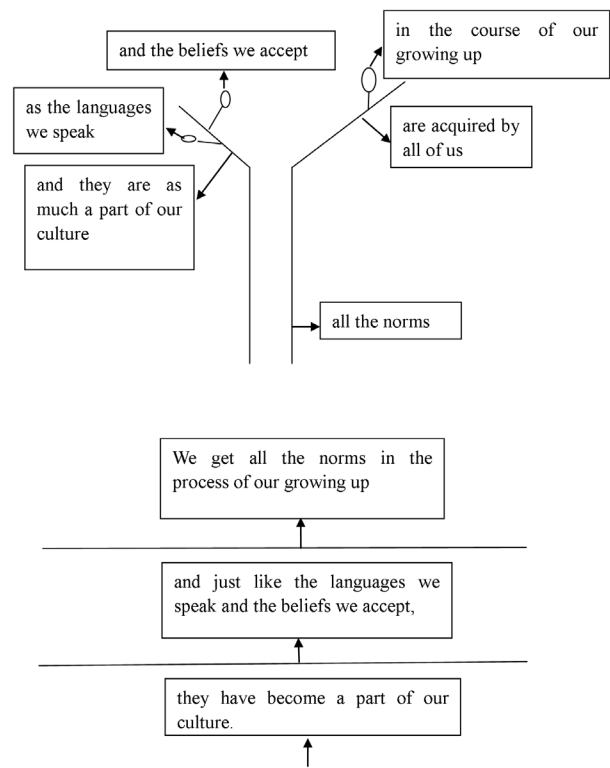 and the beliefs we accept
in the course of our
growing up
as the languages
we speak
are acquired by
all of us
and they are as
much a part of our
culture
all the norms
We get all the norms in the
process of our growing up
and just like the languages we
speak and the beliefs we accept,
they have become a part of our
culture.